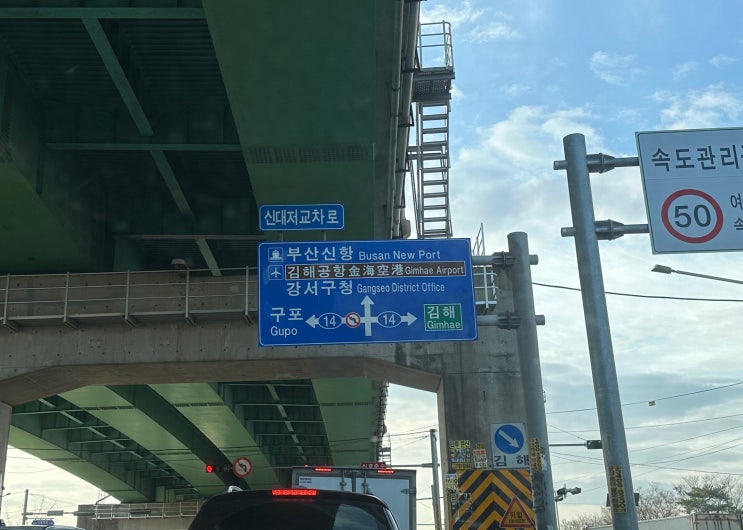 신대저교차로
부산신항 Busan New Port
김해공항 金海空港 Gimhae Airport
강서구청 Gangseo District Office
구포 14 14 김해
Gupo Gimhae
속도관리
50
김해
위험